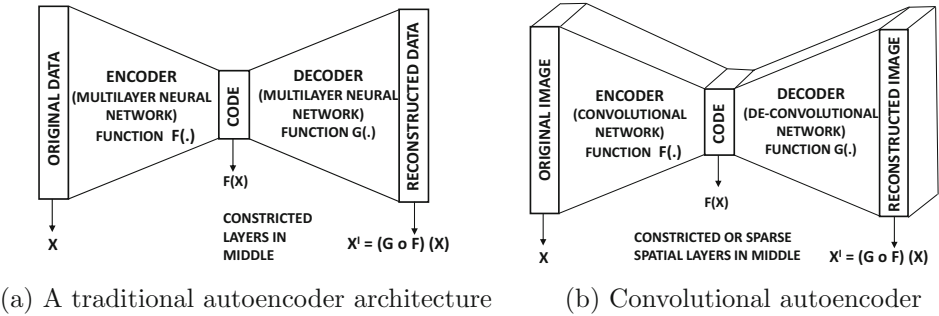 ORIGINAL DATA
ENCODER
(MULTILAYER NEURAL
NETWORK)
FUNCTION F(.)
CODE
DECODER
(MULTILAYER NEURAL
NETWORK)
FUNCTION G(.)
RECONSTRUCTED DATA
F(X)
X
CONSTRICTED
LAYERS IN
MIDDLE
Xᴵ = (G o F) (X)
(a) A traditional autoencoder architecture
ORIGINAL IMAGE
ENCODER
(CONVOLUTIONAL
NETWORK)
FUNCTION F(.)
CODE
DECODER
(DE-CONVOLUTIONAL
NETWORK)
FUNCTION G(.)
RECONSTRUCTED IMAGE
F(X)
X
CONSTRICTED OR SPARSE
SPATIAL LAYERS IN MIDDLE
Xᴵ = (G o F) (X)
(b) Convolutional autoencoder